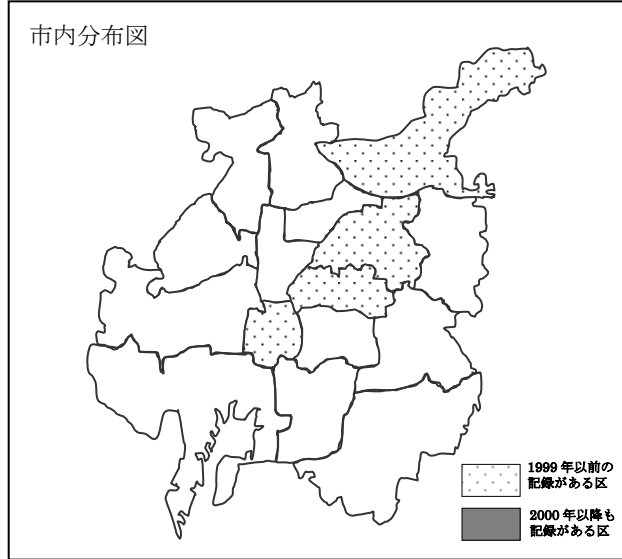 市内分布図
1999 年以前の
記録がある区
2000 年以降も
記録がある区